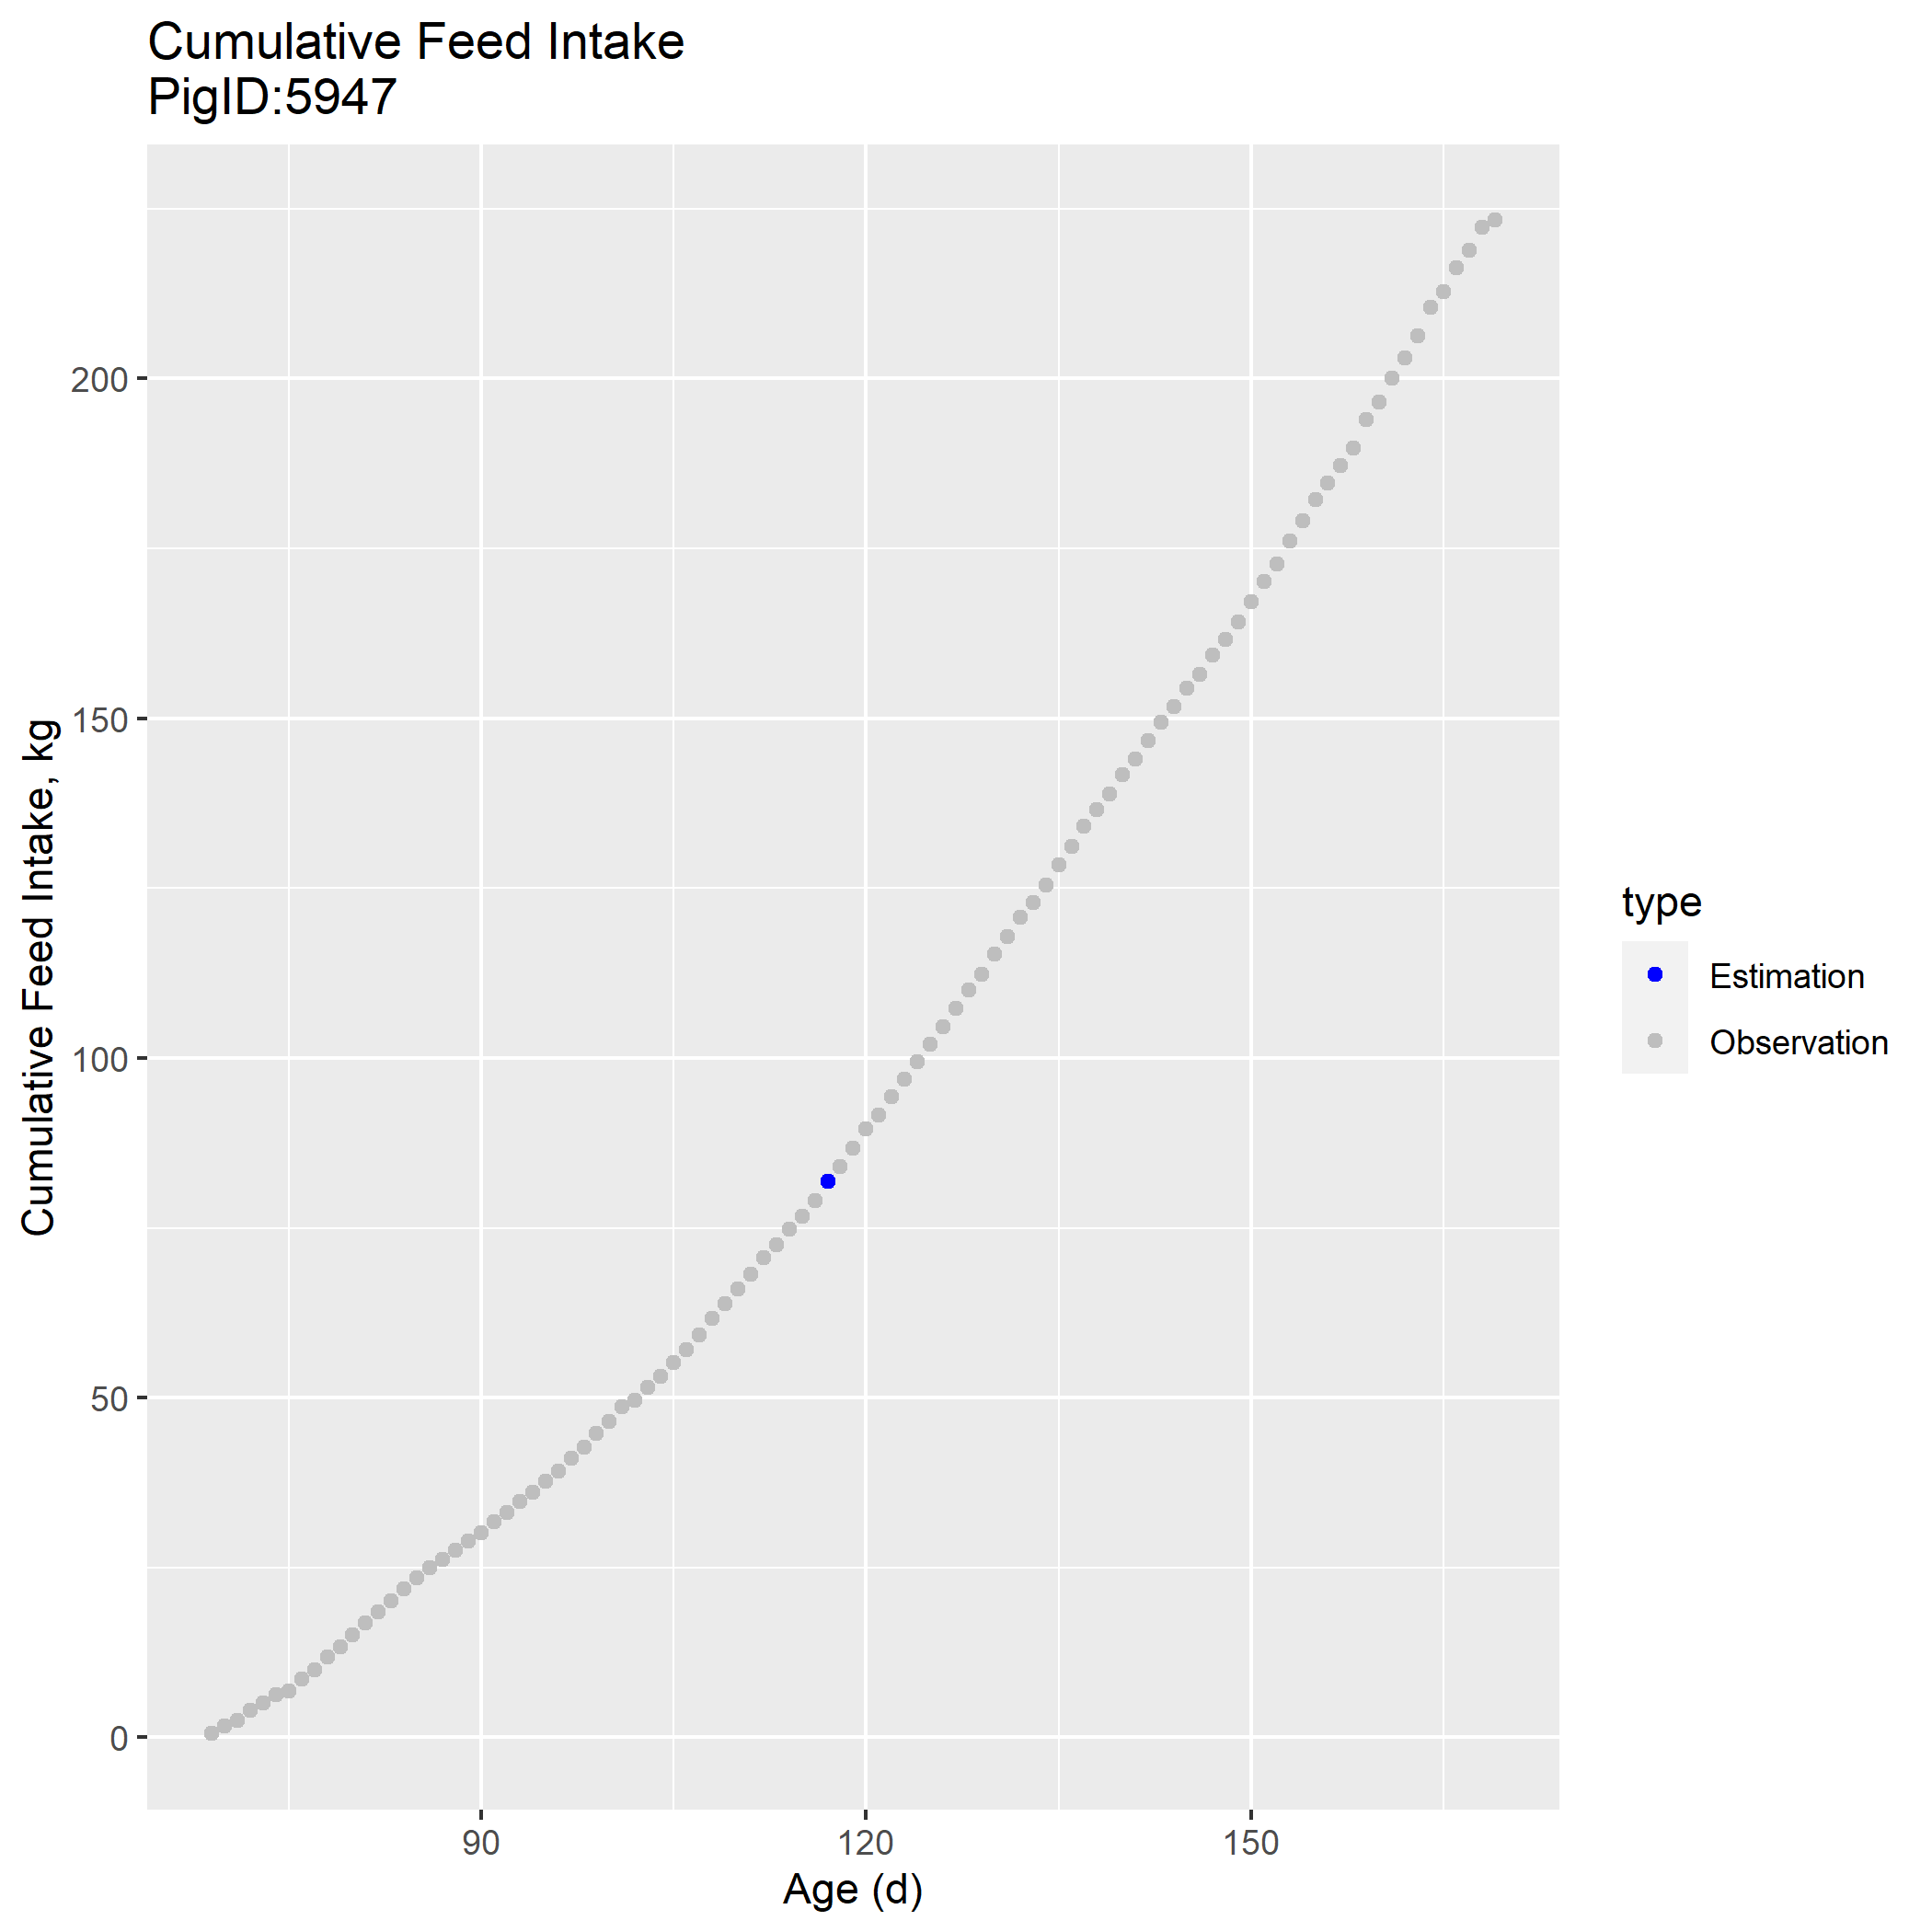 Cumulative Feed Intake
PigID:5947
Cumulative Feed Intake, kg
200
150
100
50
0
90
120
150
Age (d)
type
Estimation
Observation